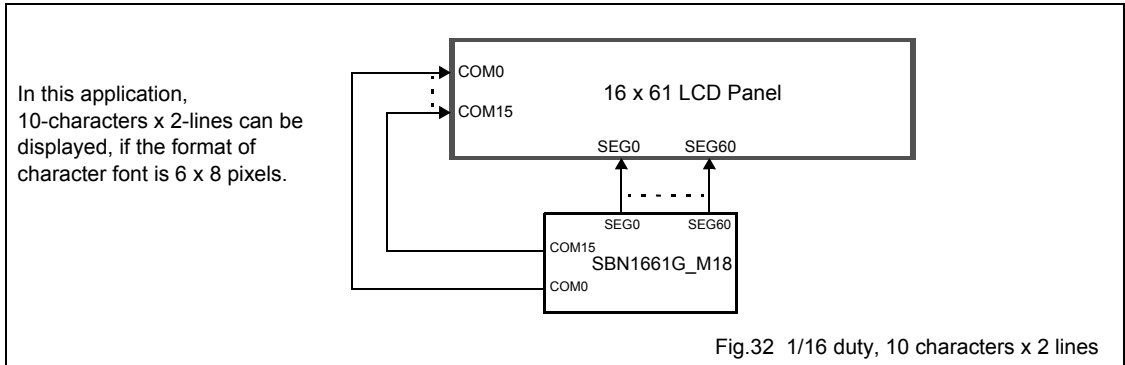 In this application,
10-characters x 2-lines can be
displayed, if the format of
character font is 6 x 8 pixels.
COM0
COM15
16 x 61 LCD Panel
SEG0 SEG60
SEG0 SEG60
COM15
SBN1661G_M18
COM0
Fig.32 1/16 duty, 10 characters x 2 lines